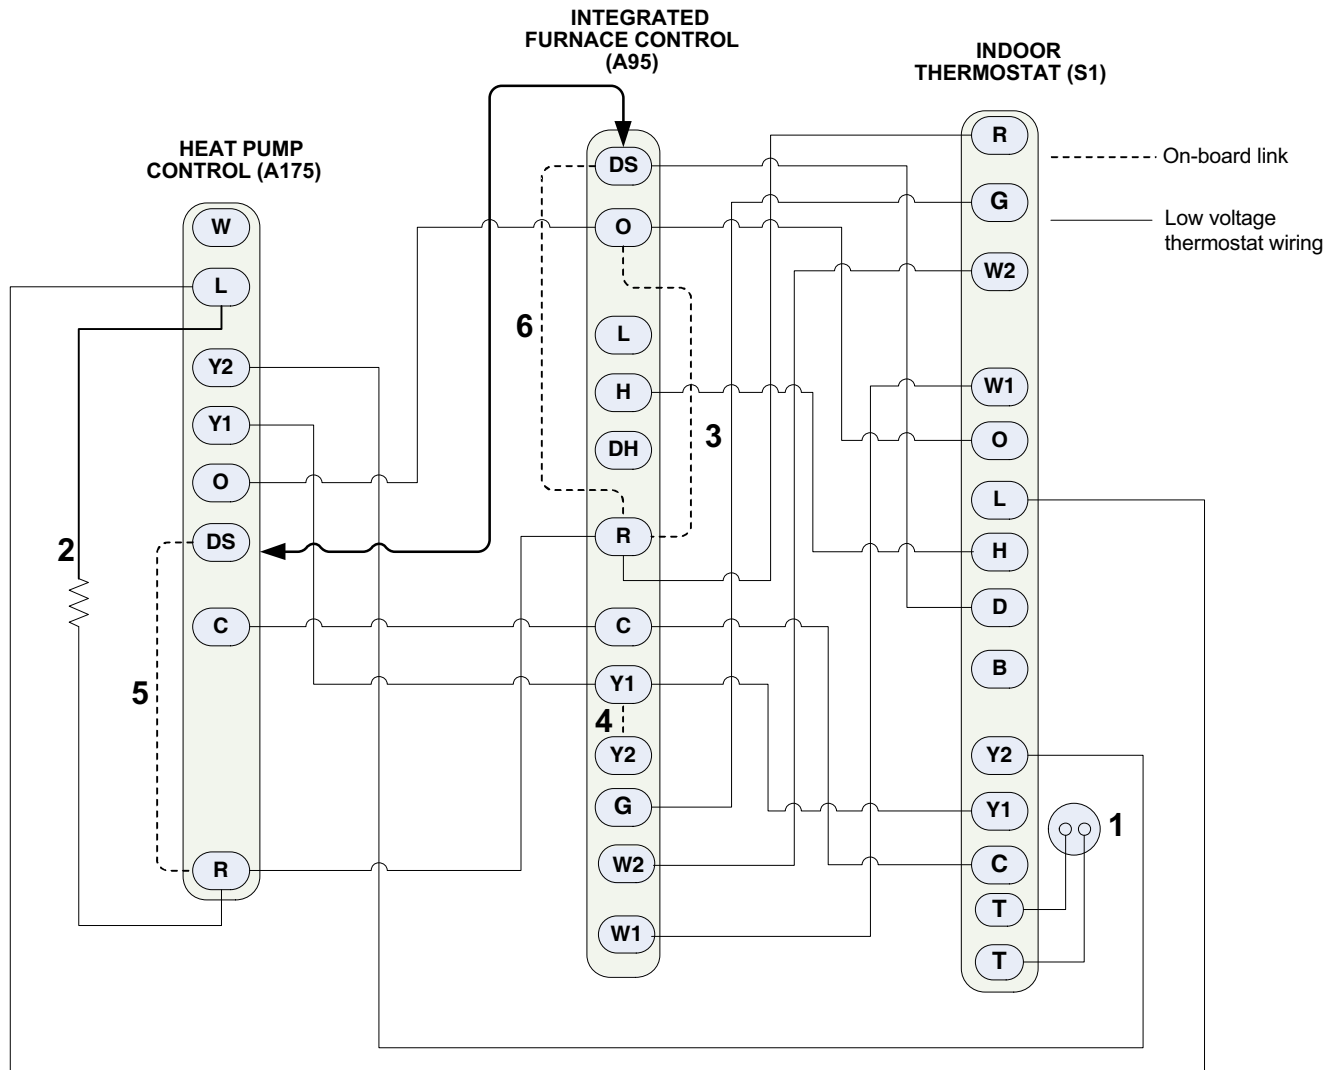 INTEGRATED
FURNACE CONTROL
(A95)
INDOOR
THERMOSTAT (S1)
HEAT PUMP
CONTROL (A175)
On-board link
Low voltage
thermostat wiring
W
L
Y2
Y1
O
DS
C
R
2
5
DS
O
L
H
DH
R
C
Y1
Y2
G
W2
W1
6
3
4
R
G
W2
W1
O
L
H
D
B
Y2
Y1
C
T
T
1